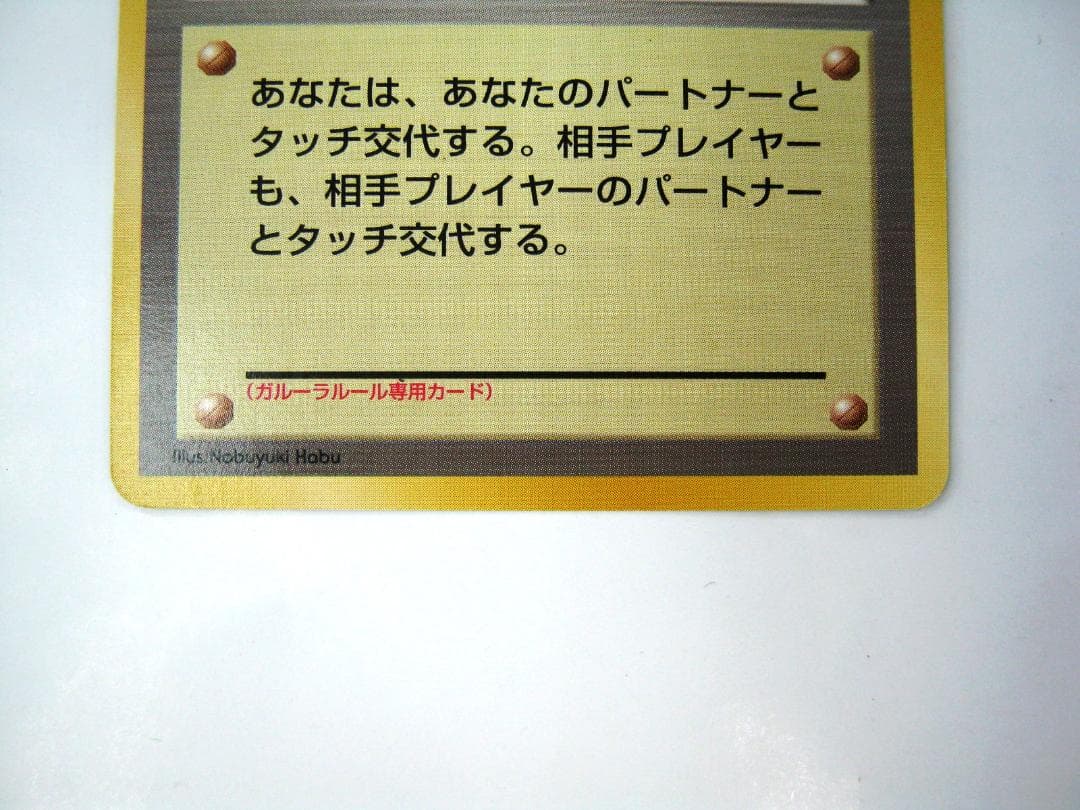 あなたは、あなたのパートナーと
タッチ交代する。相手プレイヤー
も、相手プレイヤーのパートナー
とタッチ交代する。
(ガルーラルール専用カード)
Illus. Nobuyuki Habu